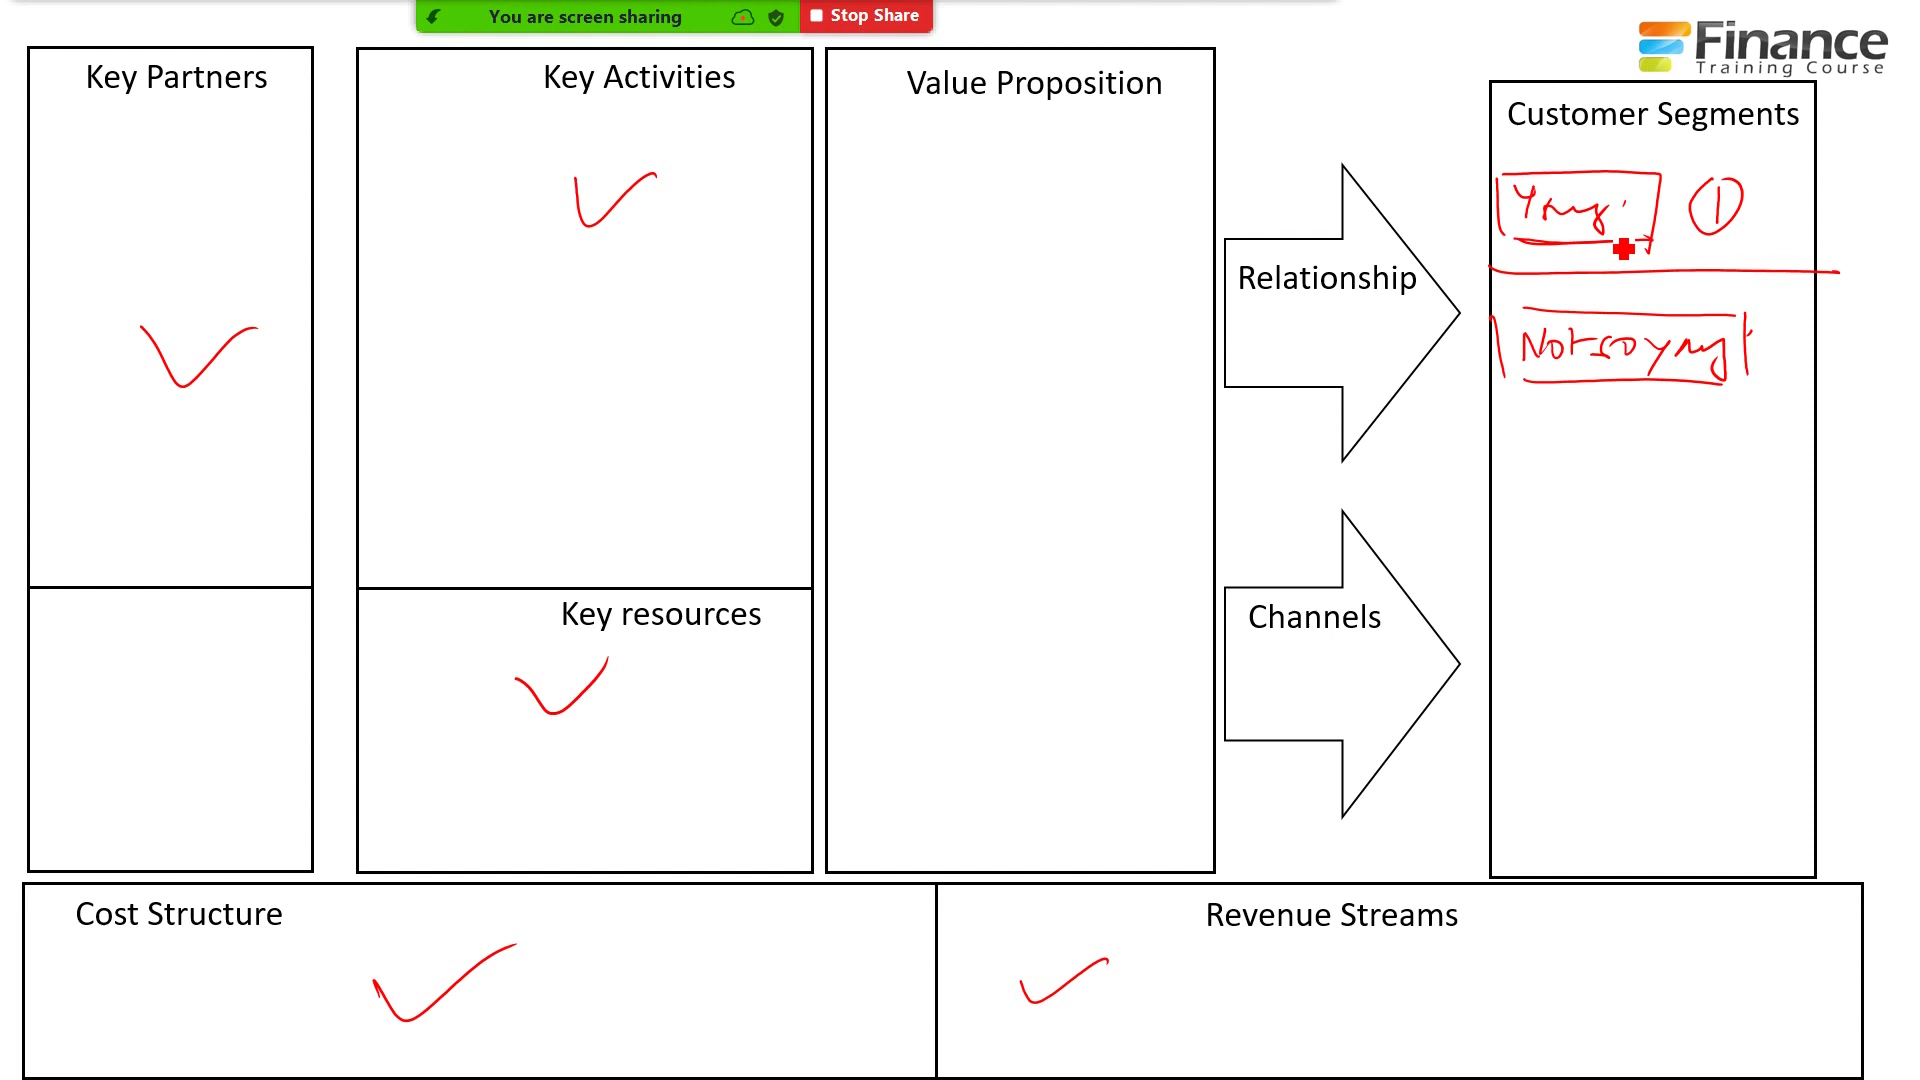 You are screen sharing
Stop Share
Finance
Training Course
Key Partners
Key Activities
Value Proposition
Customer Segments
Young
1
Not so young
Relationship
Key resources
Channels
Cost Structure
Revenue Streams